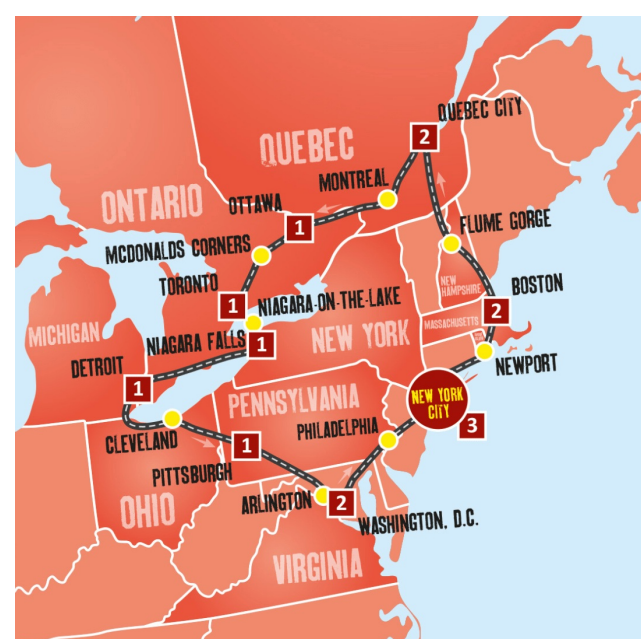 QUEBEC CITY
2
QUEBEC
MONTREAL
ONTARIO
OTTAWA
1
FLUME GORGE
MCDONALDS CORNERS
TORONTO
1
NEW
HAMPSHIRE
BOSTON
2
NIAGARA-ON-THE-LAKE
MASSACHUSETTS
MICHIGAN
NIAGARA FALLS
1
NEW YORK
NEWPORT
DETROIT
1
PENNSYLVANIA
NEW YORK
CITY
3
CLEVELAND
PHILADELPHIA
1
PITTSBURGH
OHIO
ARLINGTON
2
WASHINGTON, D.C.
VIRGINIA